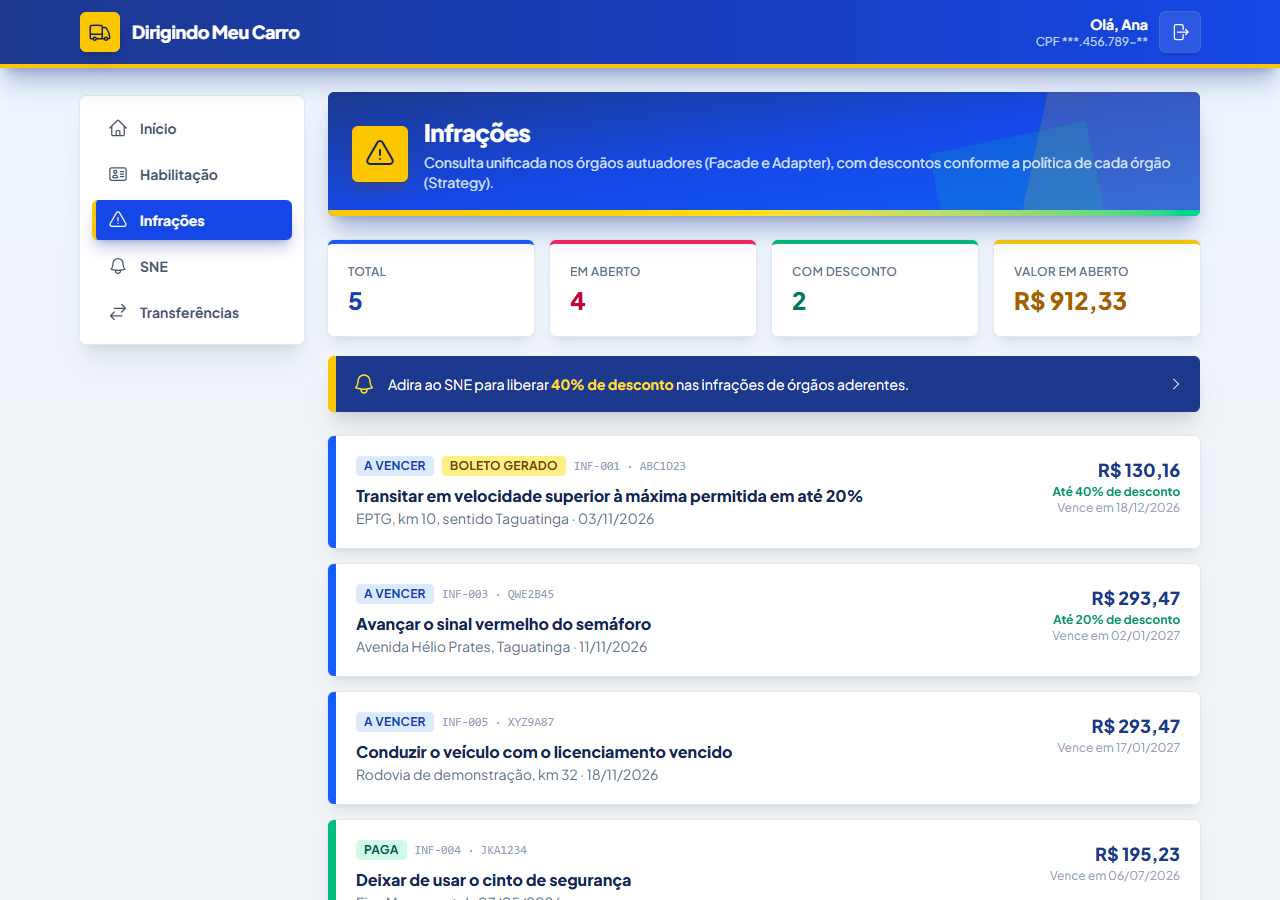 Dirigindo Meu Carro
Olá, Ana
CPF ***.456.789-**
Início
Habilitação
Infrações
SNE
Transferências
Infrações
Consulta unificada nos órgãos autuadores (Facade e Adapter), com descontos conforme a política de cada órgão
(Strategy).
TOTAL
5
EM ABERTO
4
COM DESCONTO
2
VALOR EM ABERTO
R$ 912,33
Adira ao SNE para liberar 40% de desconto nas infrações de órgãos aderentes.
A VENCER BOLETO GERADO INF-001 · ABC1D23
Transitar em velocidade superior à máxima permitida em até 20%
EPTG, km 10, sentido Taguatinga · 03/11/2026
R$ 130,16
Até 40% de desconto
Vence em 18/12/2026
A VENCER INF-003 · QWE2B45
Avançar o sinal vermelho do semáforo
Avenida Hélio Prates, Taguatinga · 11/11/2026
R$ 293,47
Até 20% de desconto
Vence em 02/01/2027
A VENCER INF-005 · XYZ9A87
Conduzir o veículo com o licenciamento vencido
Rodovia de demonstração, km 32 · 18/11/2026
R$ 293,47
Vence em 17/01/2027
PAGA INF-004 · JKA1234
Deixar de usar o cinto de segurança
R$ 195,23
Vence em 06/07/2026